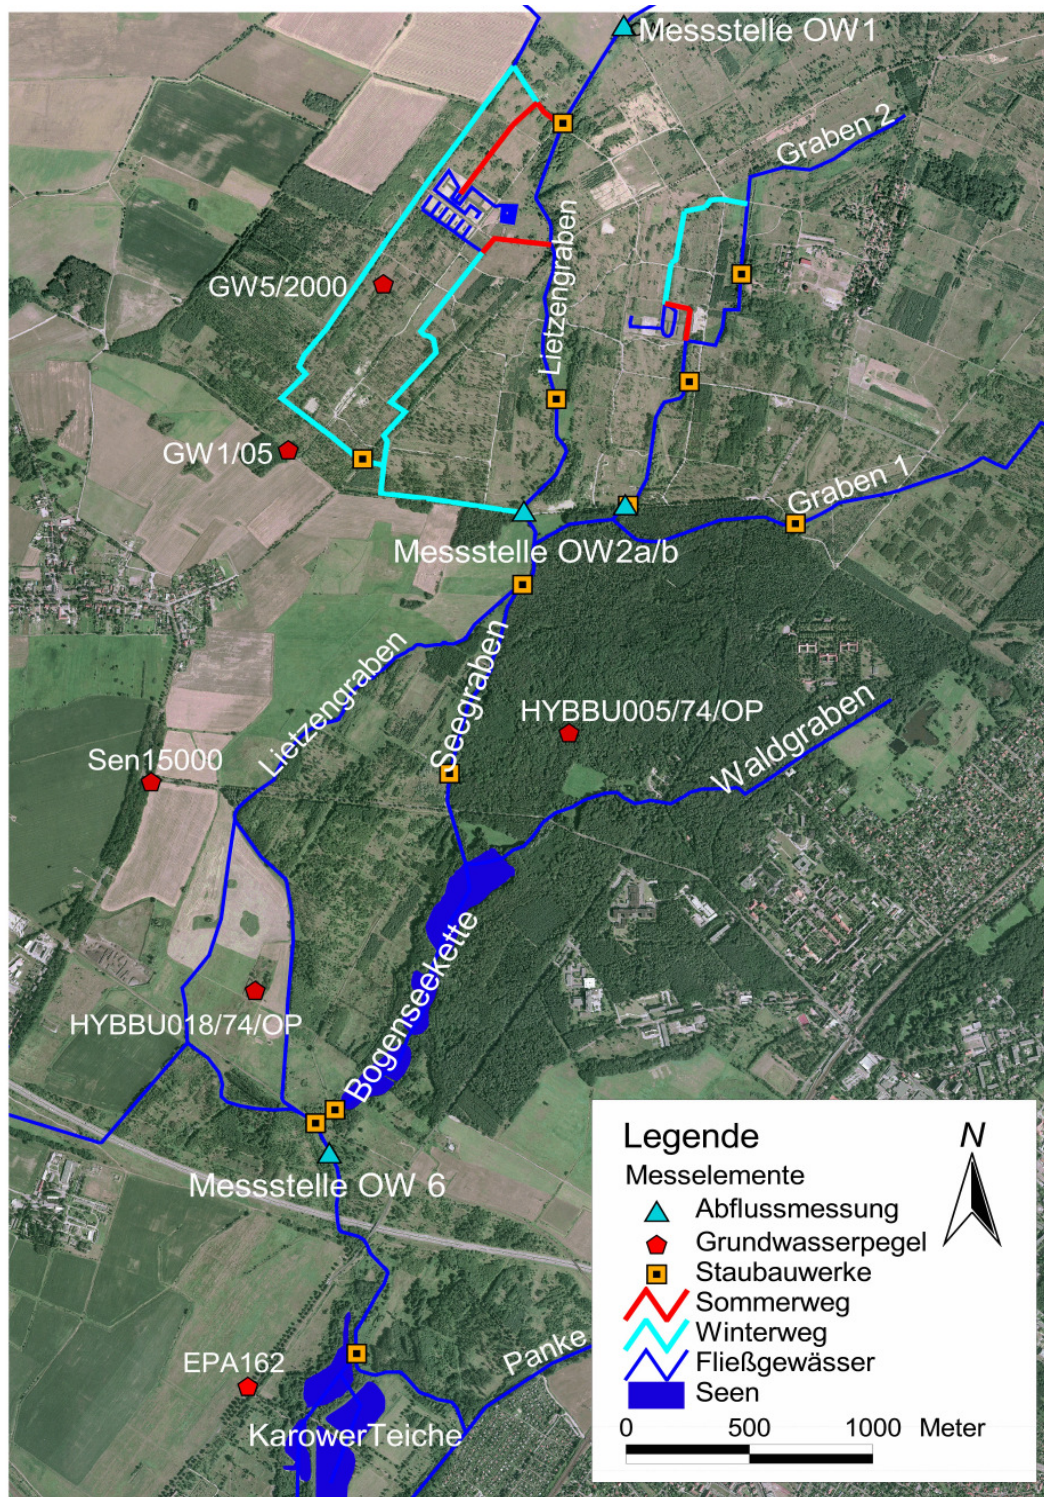 Messstelle OW1
Graben 2
GW5/2000
Lietzengraben
GW1/05
Graben 1
Messstelle OW2a/b
Lietzengraben
Seegraben
HYBBU005/74/OP
Waldgraben
Sen15000
Bogenseekette
HYBBU018/74/OP
Messstelle OW 6
EPA162
Panke
KarowerTeiche
Legende
N
Messelemente
Abflussmessung
Grundwasserpegel
Staubauwerke
Sommerweg
Winterweg
Fließgewässer
Seen
0 500 1000 Meter